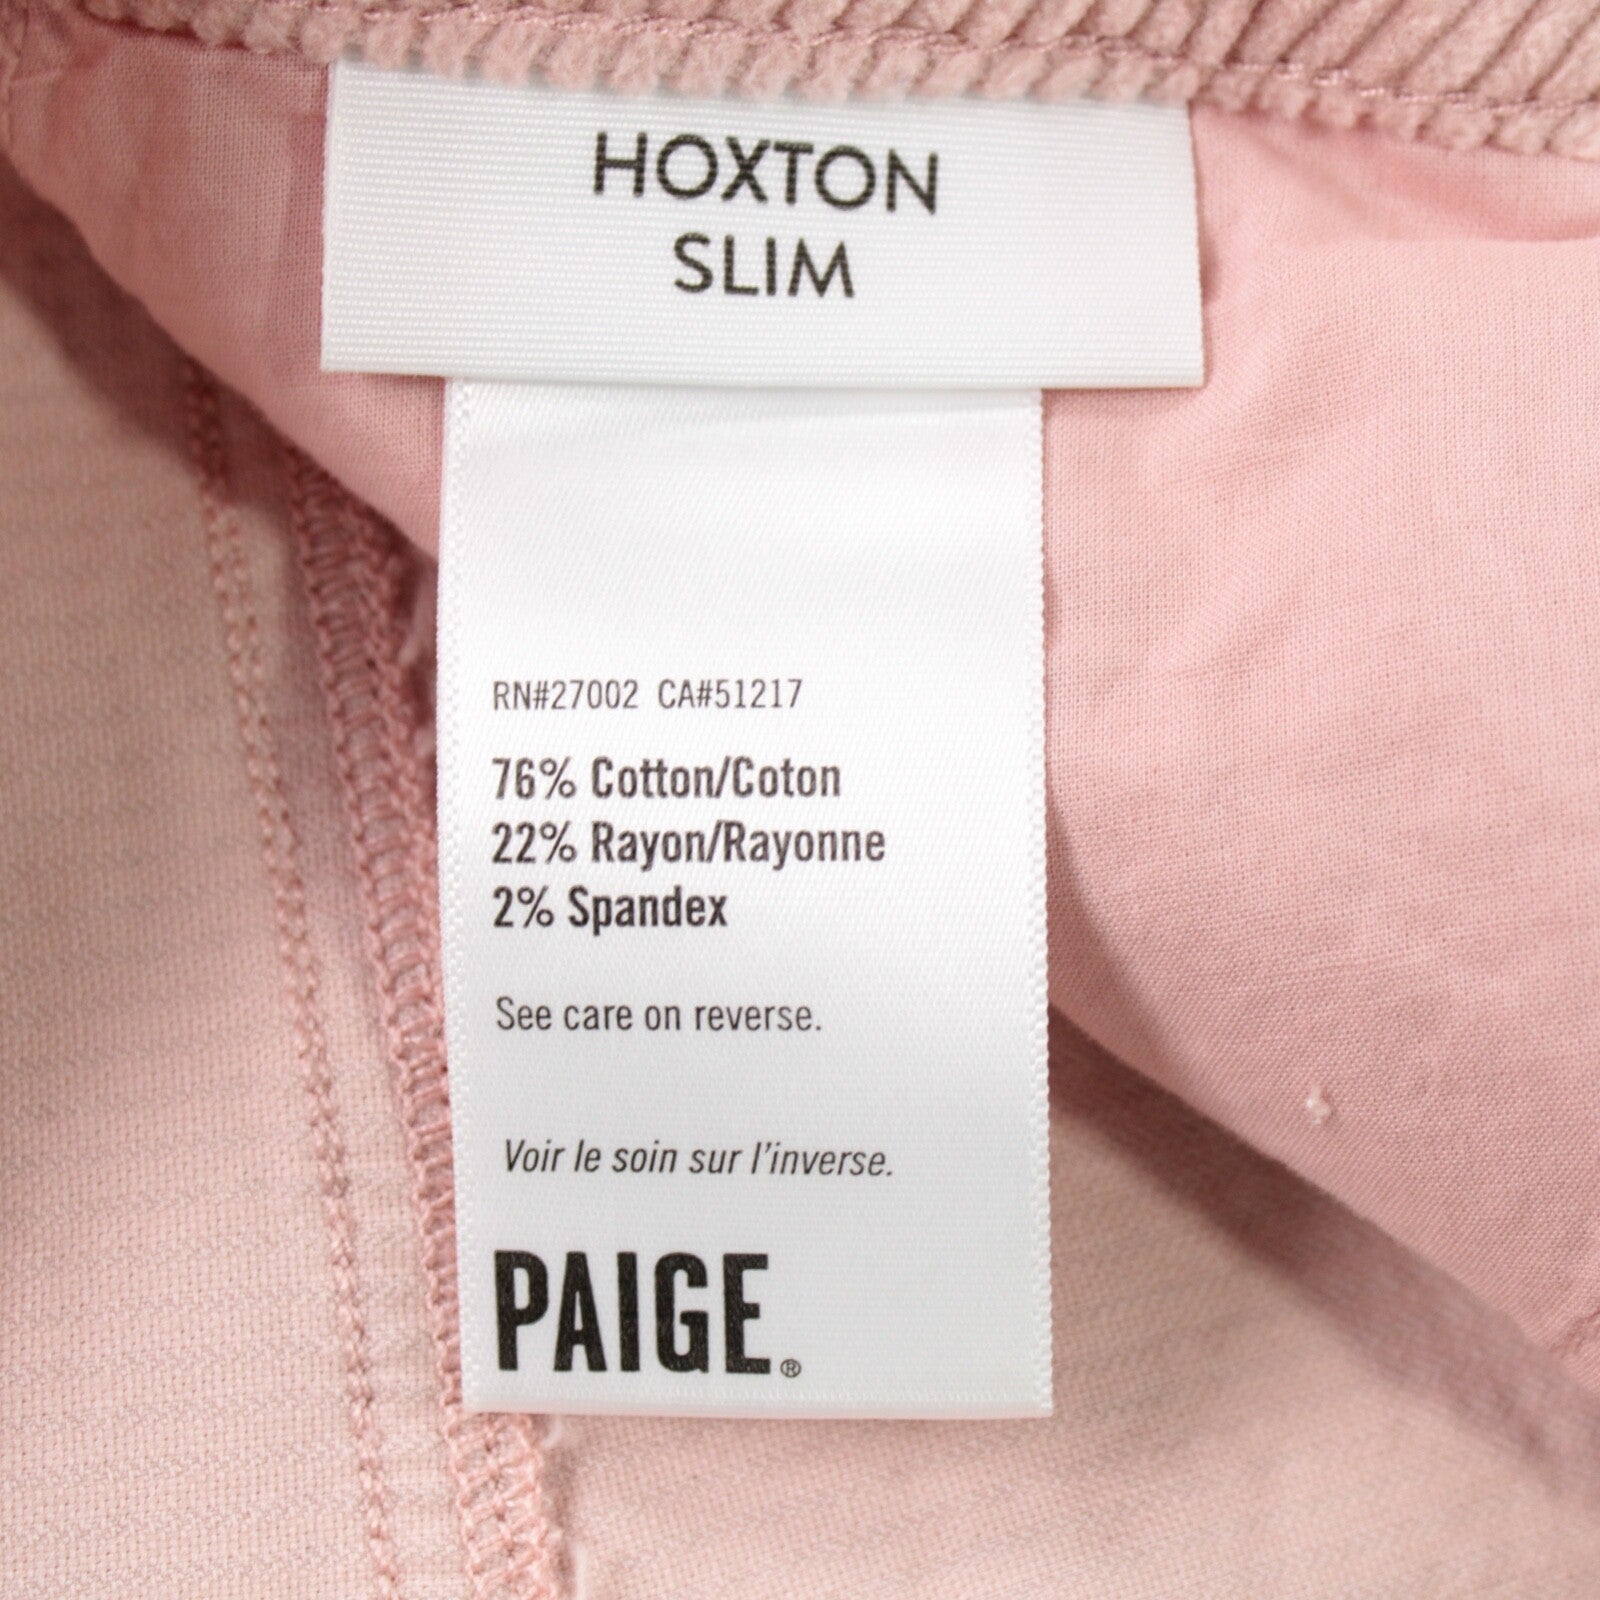 HOXTON
SLIM
RN#27002 CA#51217
76% Cotton/Coton
22% Rayon/Rayonne
2% Spandex
See care on reverse.
Voir le soin sur l'inverse.
PAIGE®